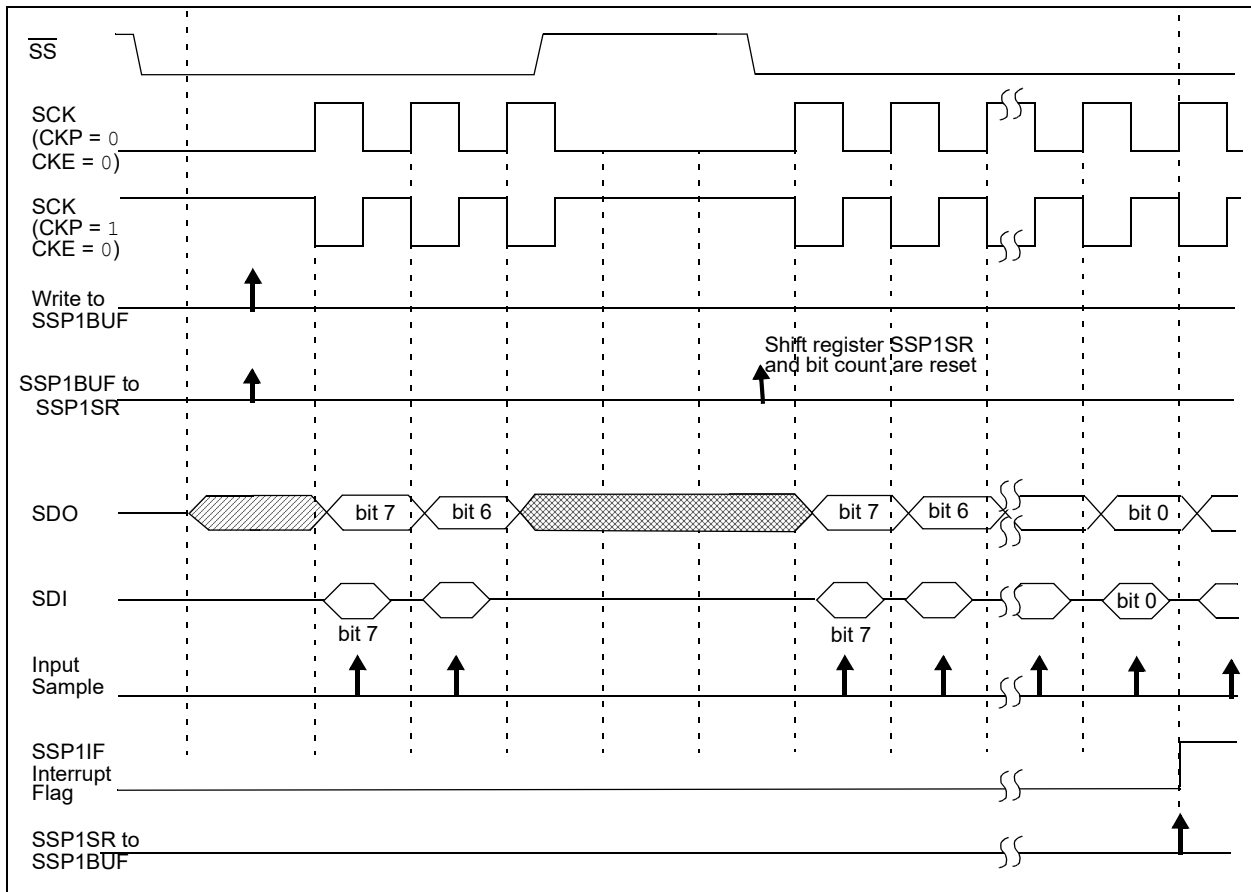 SS
SCK
(CKP = 0
CKE = 0)
SCK
(CKP = 1
CKE = 0)
Write to
SSP1BUF
Shift register SSP1SR
and bit count are reset
SSP1BUF to
SSP1SR
SDO
bit 7
bit 6
bit 7
bit 6
bit 0
SDI
bit 0
bit 7
bit 7
Input
Sample
SSP1IF
Interrupt
Flag
SSP1SR to
SSP1BUF